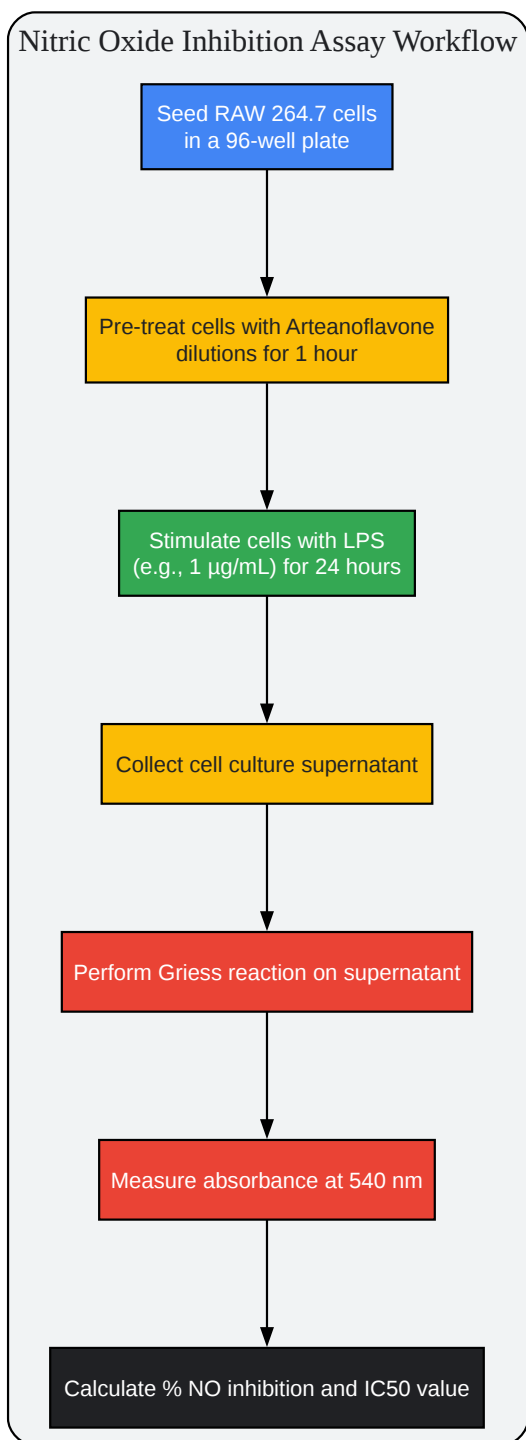 Nitric Oxide Inhibition Assay Workflow
Seed RAW 264.7 cells
in a 96-well plate
Pre-treat cells with Arteanoflavone
dilutions for 1 hour
Stimulate cells with LPS
(e.g., 1 µg/mL) for 24 hours
Collect cell culture supernatant
Perform Griess reaction on supernatant
Measure absorbance at 540 nm
Calculate % NO inhibition and IC50 value